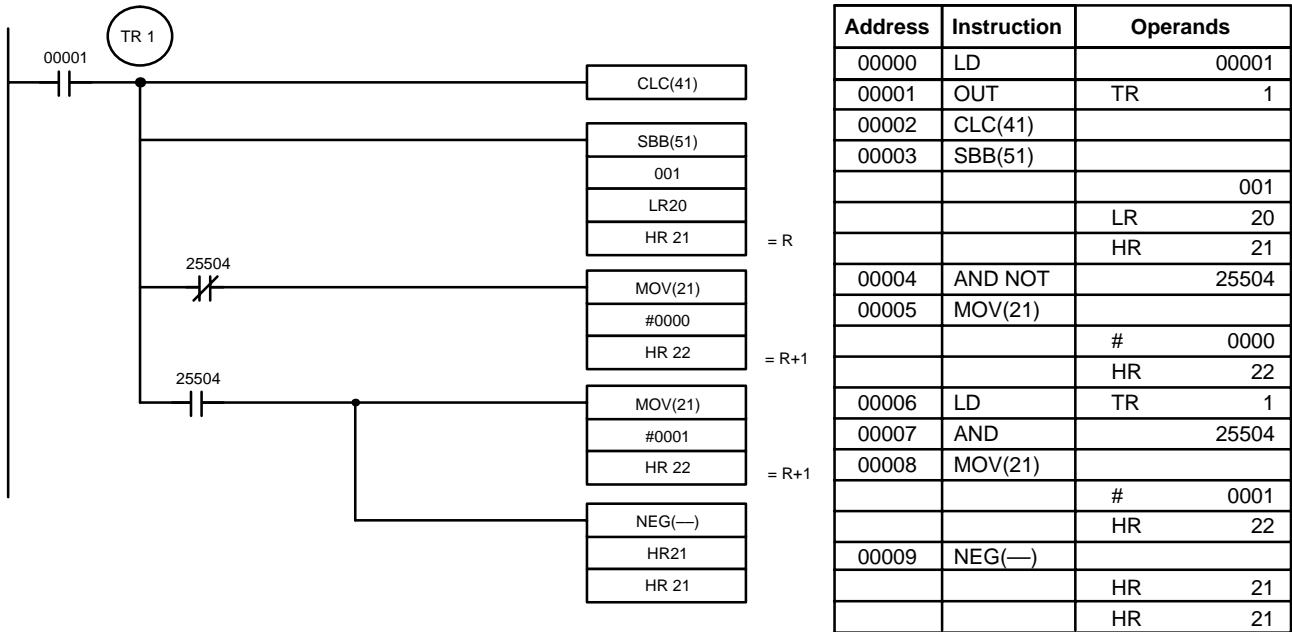 TR 1
00001
CLC(41)
SBB(51)
001
LR20
HR 21
= R
25504
MOV(21)
#0000
HR 22
= R+1
25504
MOV(21)
#0001
HR 22
= R+1
NEG(—)
HR21
HR 21
Address Instruction Operands
00000 LD 00001
00001 OUT TR 1
00002 CLC(41)
00003 SBB(51)
001
LR 20
HR 21
00004 AND NOT 25504
00005 MOV(21)
# 0000
HR 22
00006 LD TR 1
00007 AND 25504
00008 MOV(21)
# 0001
HR 22
00009 NEG(—)
HR 21
HR 21